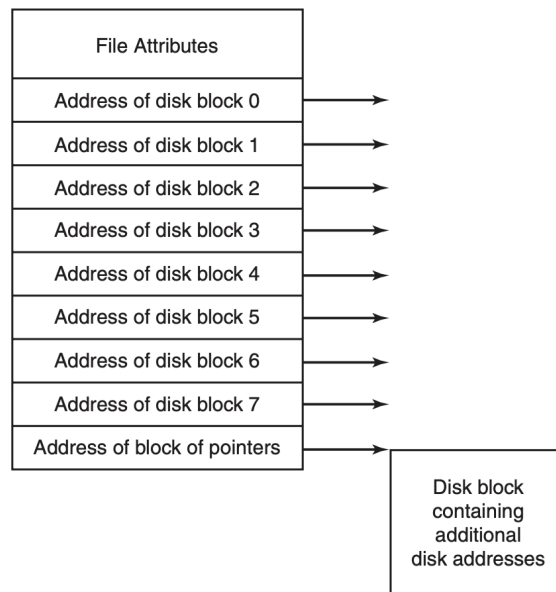 File Attributes
Address of disk block 0
Address of disk block 1
Address of disk block 2
Address of disk block 3
Address of disk block 4
Address of disk block 5
Address of disk block 6
Address of disk block 7
Address of block of pointers
Disk block
containing
additional
disk addresses